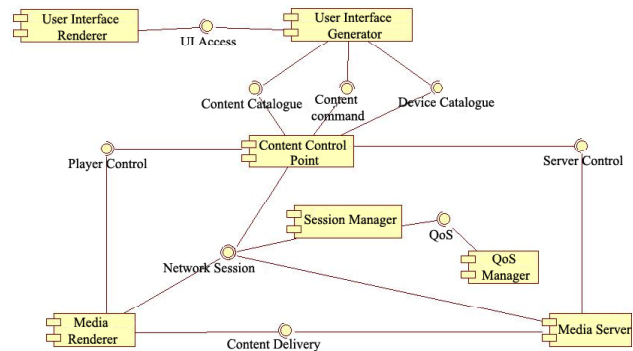 User Interface
Renderer
UI Access
User Interface
Generator
Content Catalogue
Content
command
Device Catalogue
Player Control
Content Control
Point
Server Control
Session Manager
QoS
Network Session
QoS
Manager
Media
Renderer
Content Delivery
Media Server